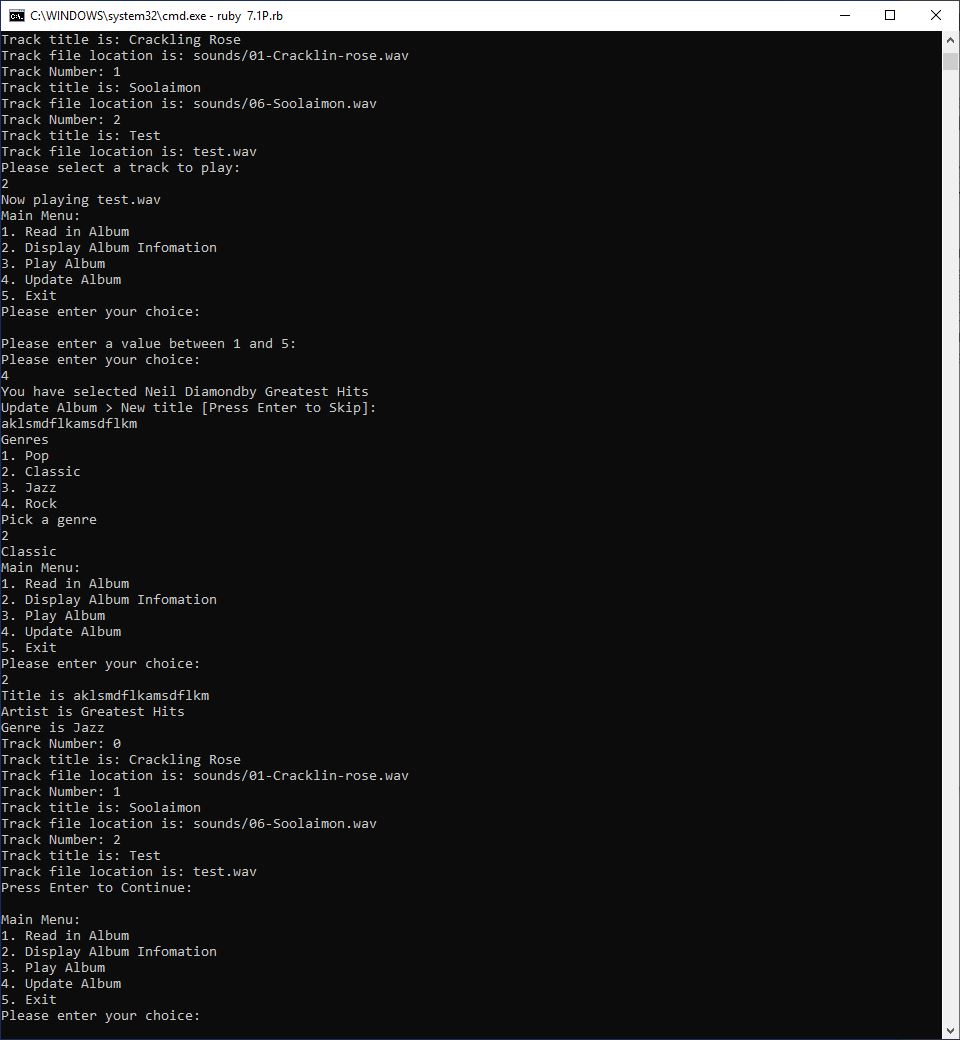 C:\WINDOWS\system32\cmd.exe - ruby  7.1P.rb
Track title is: Crackling Rose
Track file location is: sounds/01-Cracklin-rose.wav
Track Number: 1
Track title is: Soolaimon
Track file location is: sounds/06-Soolaimon.wav
Track Number: 2
Track title is: Test
Track file location is: test.wav
Please select a track to play:
2
Now playing test.wav
Main Menu:
1. Read in Album
2. Display Album Infomation
3. Play Album
4. Update Album
5. Exit
Please enter your choice:

Please enter a value between 1 and 5:
Please enter your choice:
4
You have selected Neil Diamondby Greatest Hits
Update Album > New title [Press Enter to Skip]:
aklsmdflkamsdflkm
Genres
1. Pop
2. Classic
3. Jazz
4. Rock
Pick a genre
2
Classic
Main Menu:
1. Read in Album
2. Display Album Infomation
3. Play Album
4. Update Album
5. Exit
Please enter your choice:
2
Title is aklsmdflkamsdflkm
Artist is Greatest Hits
Genre is Jazz
Track Number: 0
Track title is: Crackling Rose
Track file location is: sounds/01-Cracklin-rose.wav
Track Number: 1
Track title is: Soolaimon
Track file location is: sounds/06-Soolaimon.wav
Track Number: 2
Track title is: Test
Track file location is: test.wav
Press Enter to Continue:

Main Menu:
1. Read in Album
2. Display Album Infomation
3. Play Album
4. Update Album
5. Exit
Please enter your choice: